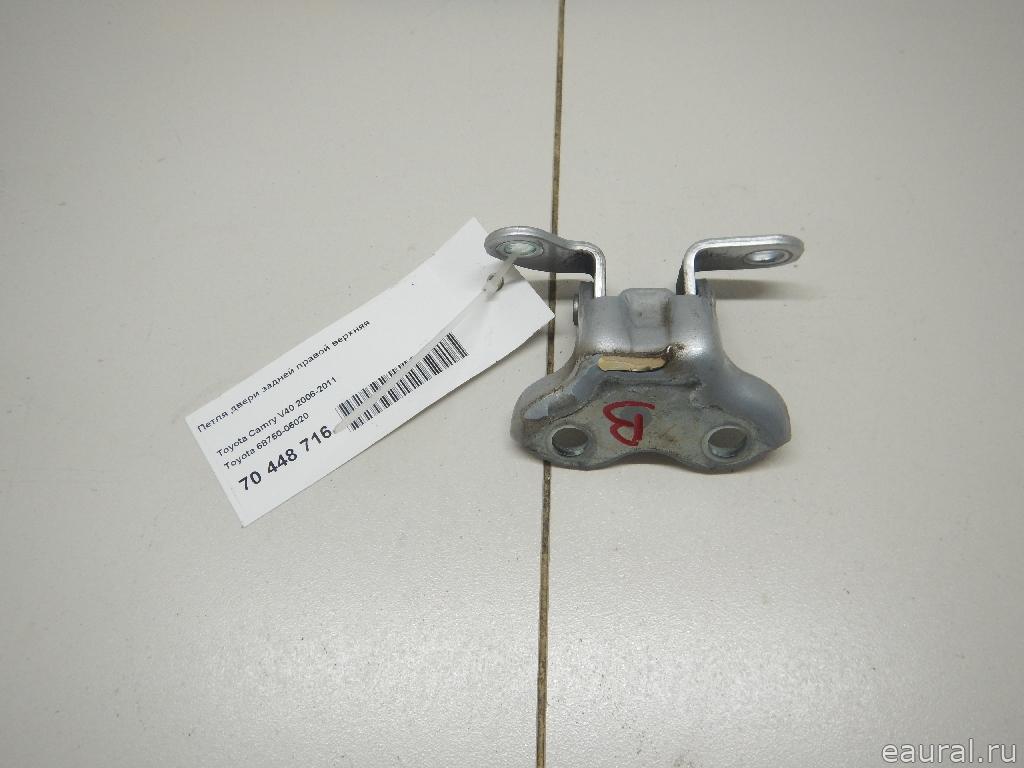 Петля двери задней правой верхняя
Toyota Camry V40 2006-2011
Toyota 68760-06020
70 448 716
B
eaural.ru